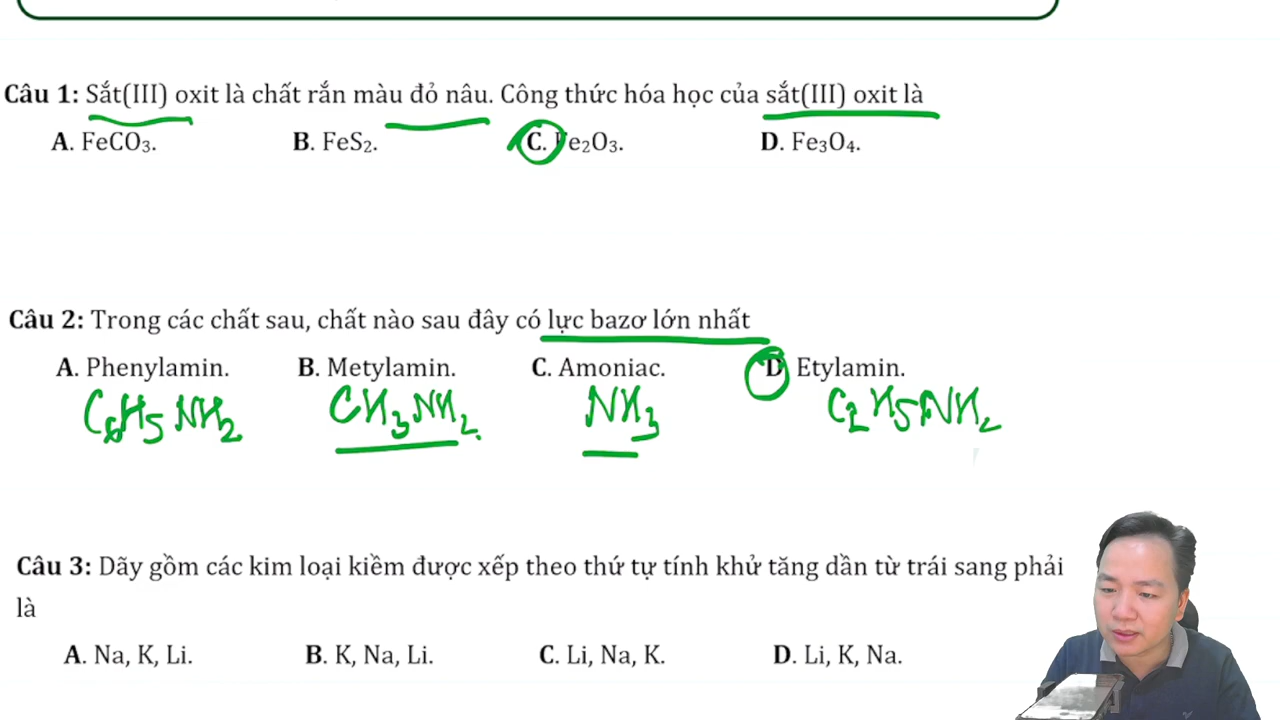 Câu 1: Sắt(III) oxit là chất rắn màu đỏ nâu. Công thức hóa học của sắt(III) oxit là
A. FeCO₃. B. FeS₂. C. Fe₂O₃. D. Fe₃O₄.
Câu 2: Trong các chất sau, chất nào sau đây có lực bazơ lớn nhất
A. Phenylamin. B. Metylamin. C. Amoniac. D. Etylamin.
C₆H₅NH₂ CH₃NH₂ NH₃ C₂H₅NH₂
Câu 3: Dãy gồm các kim loại kiềm được xếp theo thứ tự tính khử tăng dần từ trái sang phải
là
A. Na, K, Li. B. K, Na, Li. C. Li, Na, K. D. Li, K, Na.